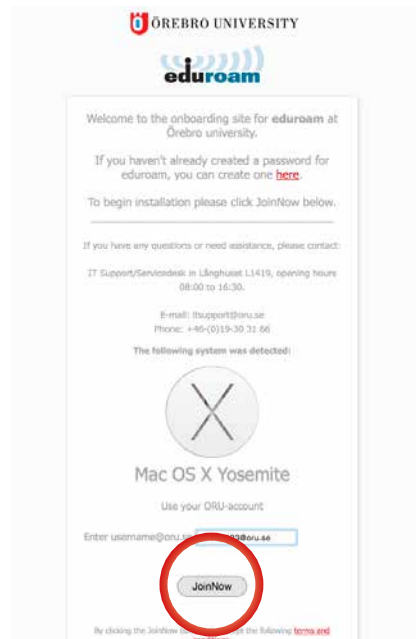 ÖREBRO UNIVERSITY
eduroam
Welcome to the onboarding site for eduroam at
Örebro university.
If you haven't already created a password for
eduroam, you can create one here.
To begin installation please click JoinNow below.
If you have any questions or need assistance, please contact:
IT Support/Servicedesk in Långhuset L1419, opening hours
08:00 to 16:30.
E-mail: itsupport@oru.se
Phone: +46-(0)19-30 31 66
The following system was detected:
Mac OS X Yosemite
Use your ORU-account
Enter username@oru.se @oru.se
JoinNow
By clicking the JoinNow the following terms and